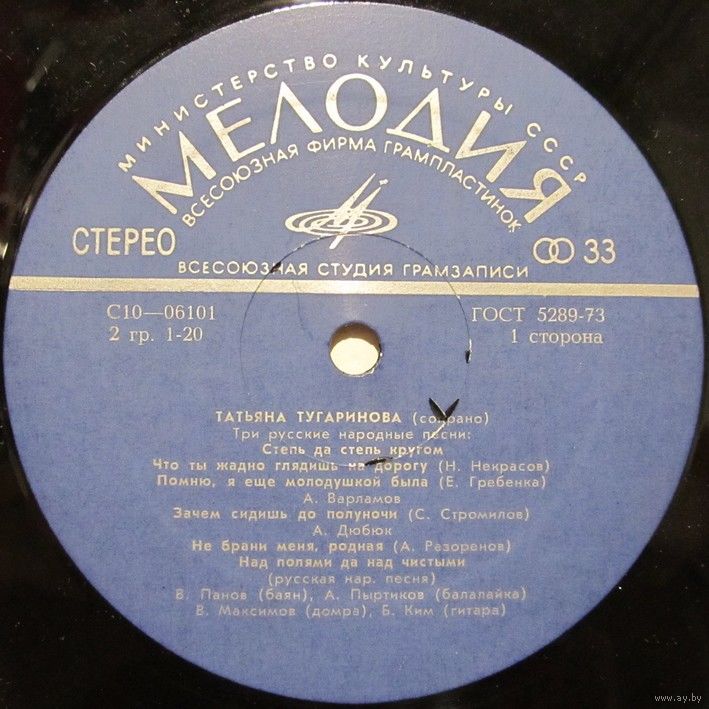 МИНИСТЕРСТВО КУЛЬТУРЫ СССР
МЕЛОДИЯ
ВСЕСОЮЗНАЯ ФИРМА ГРАМПЛАСТИНОК
СТЕРЕО
33
ВСЕСОЮЗНАЯ СТУДИЯ ГРАМЗАПИСИ
С10—06101
ГОСТ 5289-73
2 гр. 1-20
1 сторона
ТАТЬЯНА ТУГАРИНОВА (сопрано)
Три русские народные песни:
Степь да степь кругом
Что ты жадно глядишь на дорогу (Н. Некрасов)
Помню, я еще молодушкой была (Е. Гребенка)
А. Варламов
Зачем сидишь до полуночи (С. Стромилов)
А. Дюбюк
Не брани меня, родная (А. Разоренов)
Над полями да над чистыми
(русская нар. песня)
В. Панов (баян), А. Пыртиков (балалайка)
В. Максимов (домра), Б. Ким (гитара)
www.ay.by